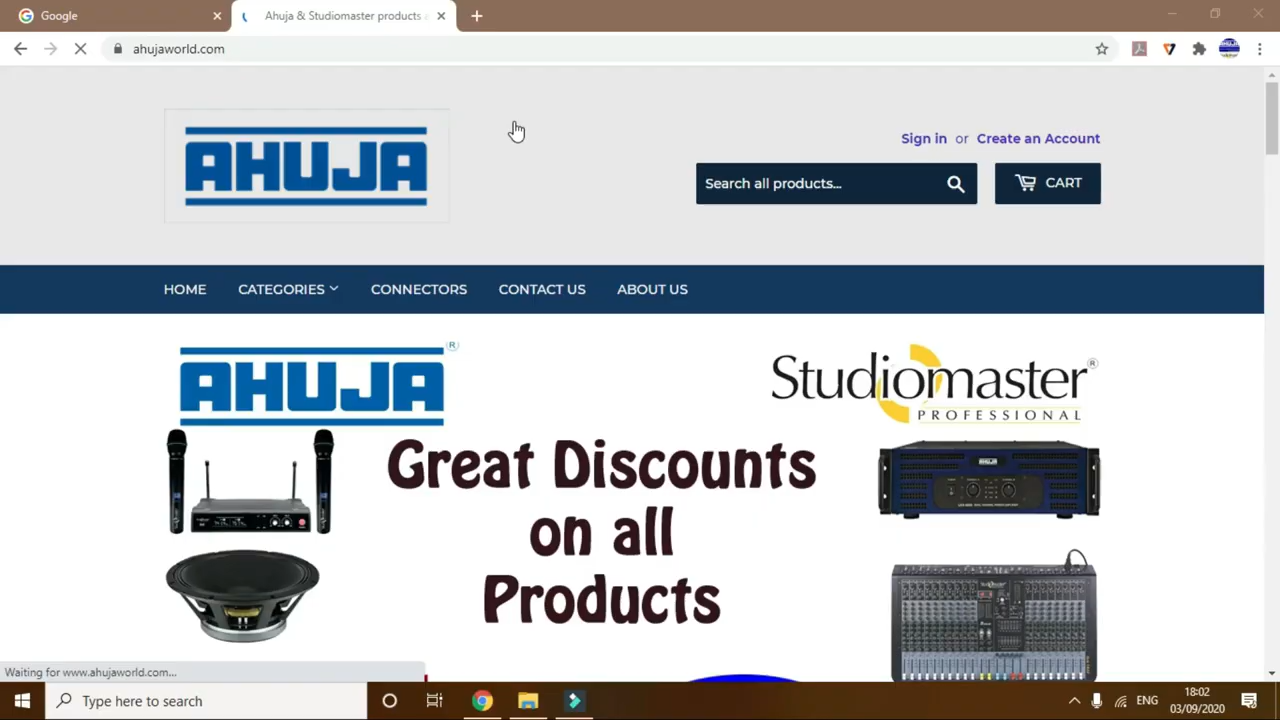 Google
Ahuja & Studiomaster products
ahujaworld.com
AHUJA
Sign in or Create an Account
Search all products...
CART
HOME CATEGORIES CONNECTORS CONTACT US ABOUT US
AHUJA ®
Studiomaster ®
PROFESSIONAL
Great Discounts
on all
Products
AHUJA
StudioMaster
Waiting for www.ahujaworld.com...
Type here to search
ENG
18:02
03/09/2020